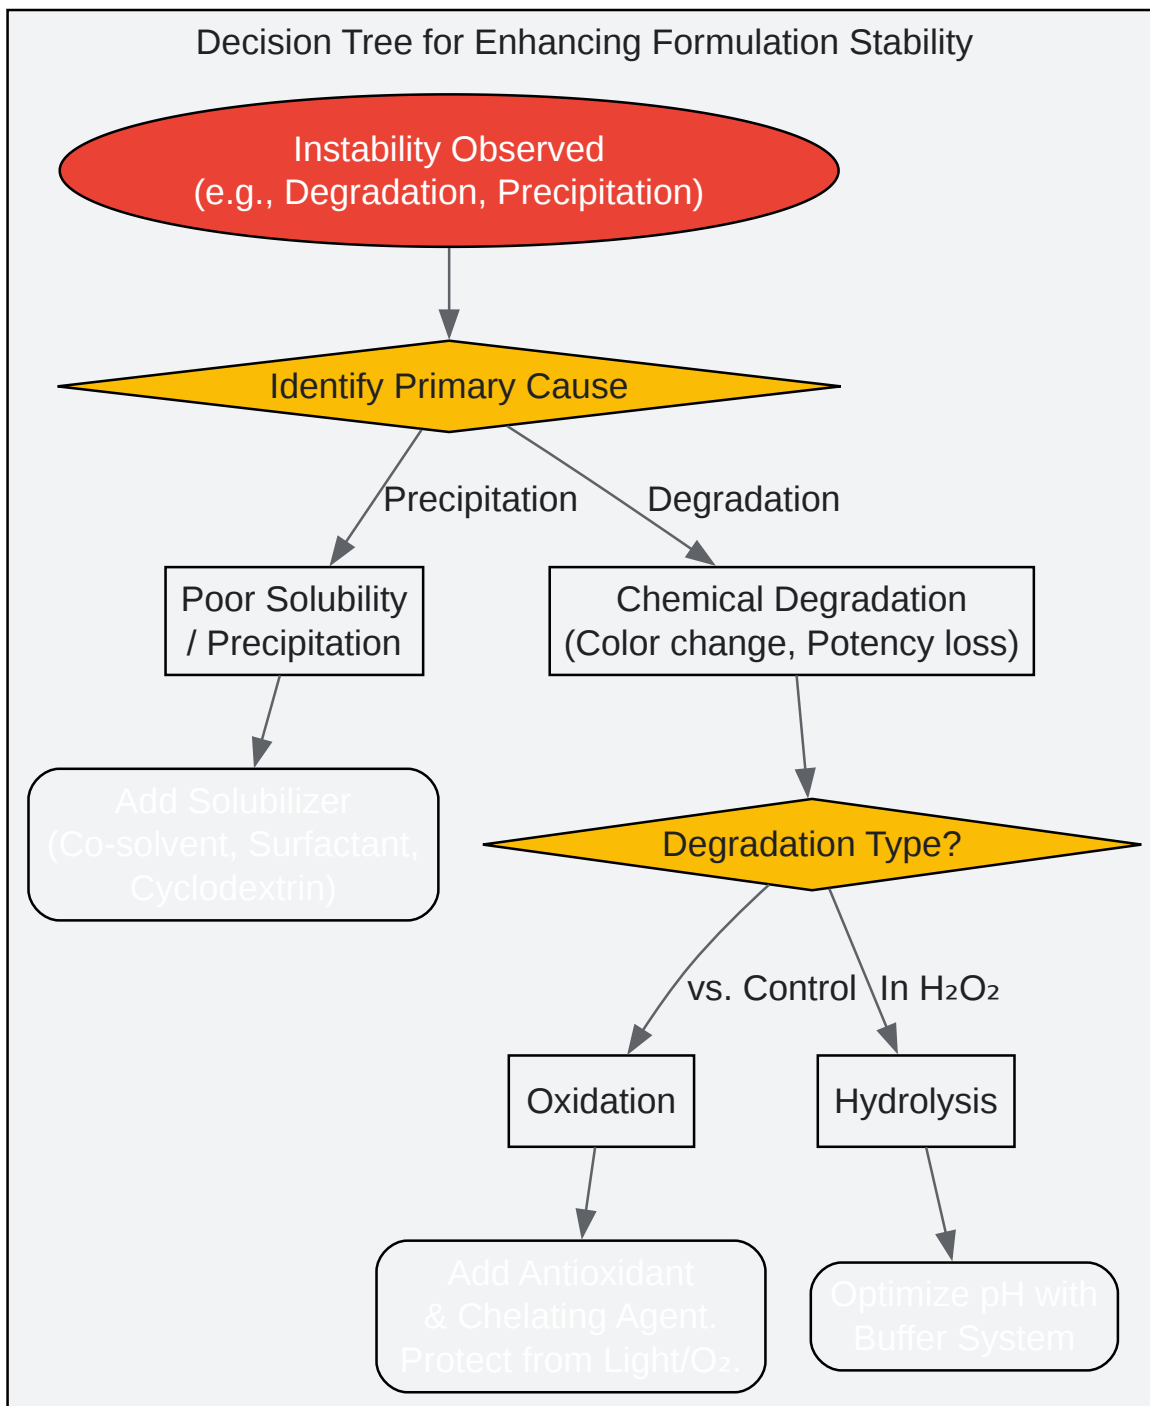 Decision Tree for Enhancing Formulation Stability
Instability Observed
(e.g., Degradation, Precipitation)
Identify Primary Cause
Precipitation
Degradation
Poor Solubility
/ Precipitation
Chemical Degradation
(Color change, Potency loss)
Add Solubilizer
(Co-solvent, Surfactant,
Cyclodextrin)
Degradation Type?
vs. Control
In H₂O₂
Oxidation
Hydrolysis
Add Antioxidant
& Chelating Agent.
Protect from Light/O₂.
Optimize pH with
Buffer System